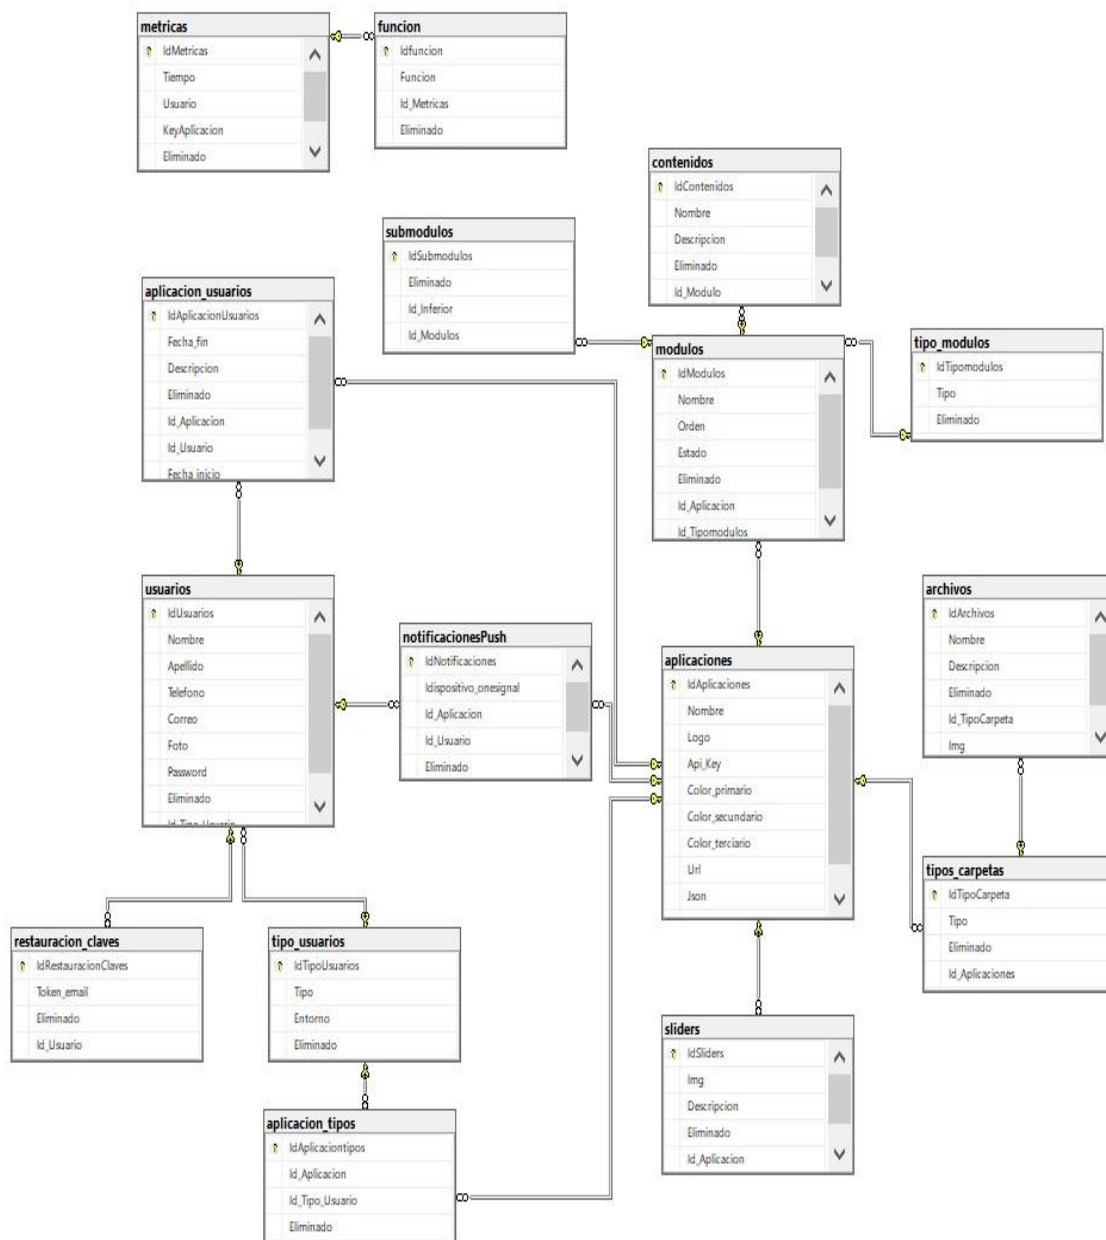 metricas
IdMetricas
Tiempo
Usuario
KeyAplicacion
Eliminado
funcion
Idfuncion
Funcion
Id_Metricas
Eliminado
contenidos
IdContenidos
Nombre
Descripcion
Eliminado
Id_Modulo
submodulos
IdSubmodulos
Eliminado
Id_Inferior
Id_Modulos
aplicacion_usuarios
IdAplicacionUsuarios
Fecha_fin
Descripcion
Eliminado
Id_Aplicacion
Id_Usuario
Fecha_inicio
modulos
IdModulos
Nombre
Orden
Estado
Eliminado
Id_Aplicacion
Id_Tipomodulos
tipo_modulos
IdTipomodulos
Tipo
Eliminado
usuarios
IdUsuarios
Nombre
Apellido
Telefono
Correo
Foto
Password
Eliminado
Id_Tipo_Usuario
notificacionesPush
IdNotificaciones
Idispositivo_onesignal
Id_Aplicacion
Id_Usuario
Eliminado
aplicaciones
IdAplicaciones
Nombre
Logo
Api_Key
Color_primario
Color_secundario
Color_terciario
Url
Json
archivos
IdArchivos
Nombre
Descripcion
Eliminado
Id_TipoCarpeta
Img
tipos_carpetas
IdTipoCarpeta
Tipo
Eliminado
Id_Aplicaciones
restauracion_claves
IdRestauracionClaves
Token_email
Eliminado
Id_Usuario
tipo_usuarios
IdTipoUsuarios
Tipo
Entorno
Eliminado
sliders
IdSliders
Img
Descripcion
Eliminado
Id_Aplicacion
aplicacion_tipos
IdAplicaciontipos
Id_Aplicacion
Id_Tipo_Usuario
Eliminado